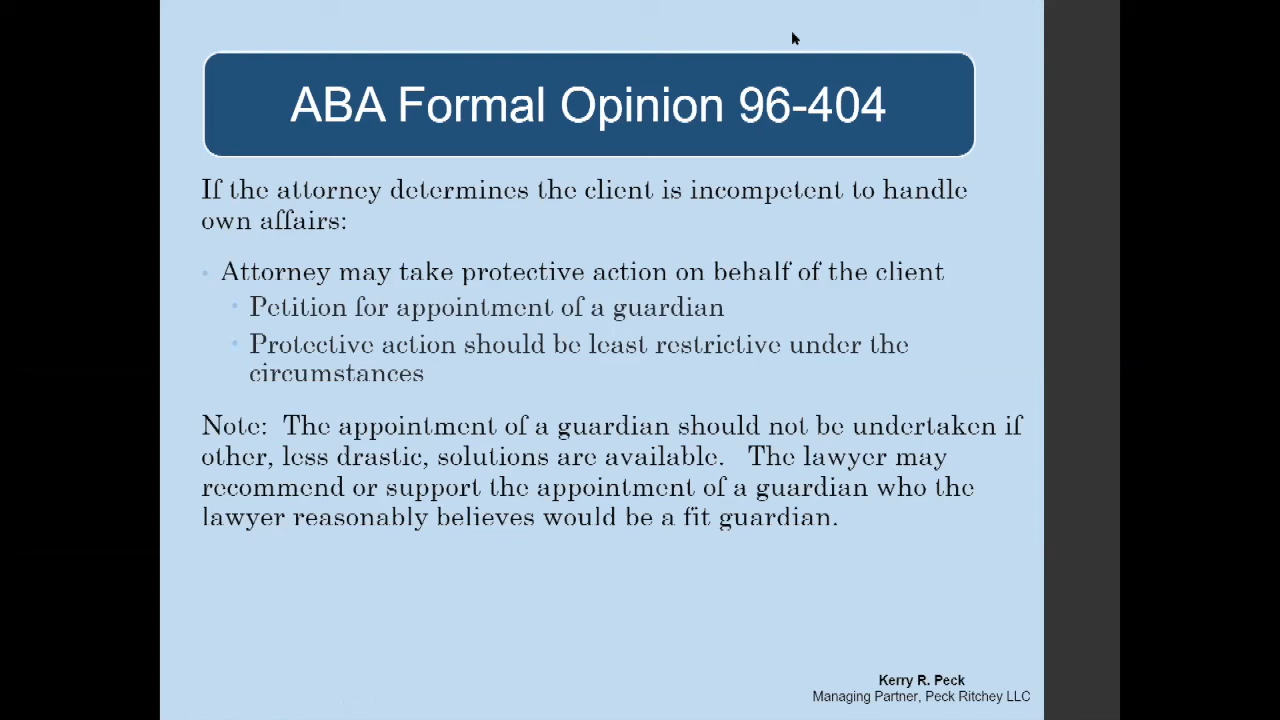 ABA Formal Opinion 96-404
If the attorney determines the client is incompetent to handle
own affairs:
• Attorney may take protective action on behalf of the client
• Petition for appointment of a guardian
• Protective action should be least restrictive under the
circumstances
Note:  The appointment of a guardian should not be undertaken if
other, less drastic, solutions are available.   The lawyer may
recommend or support the appointment of a guardian who the
lawyer reasonably believes would be a fit guardian.
Kerry R. Peck
Managing Partner, Peck Ritchey LLC